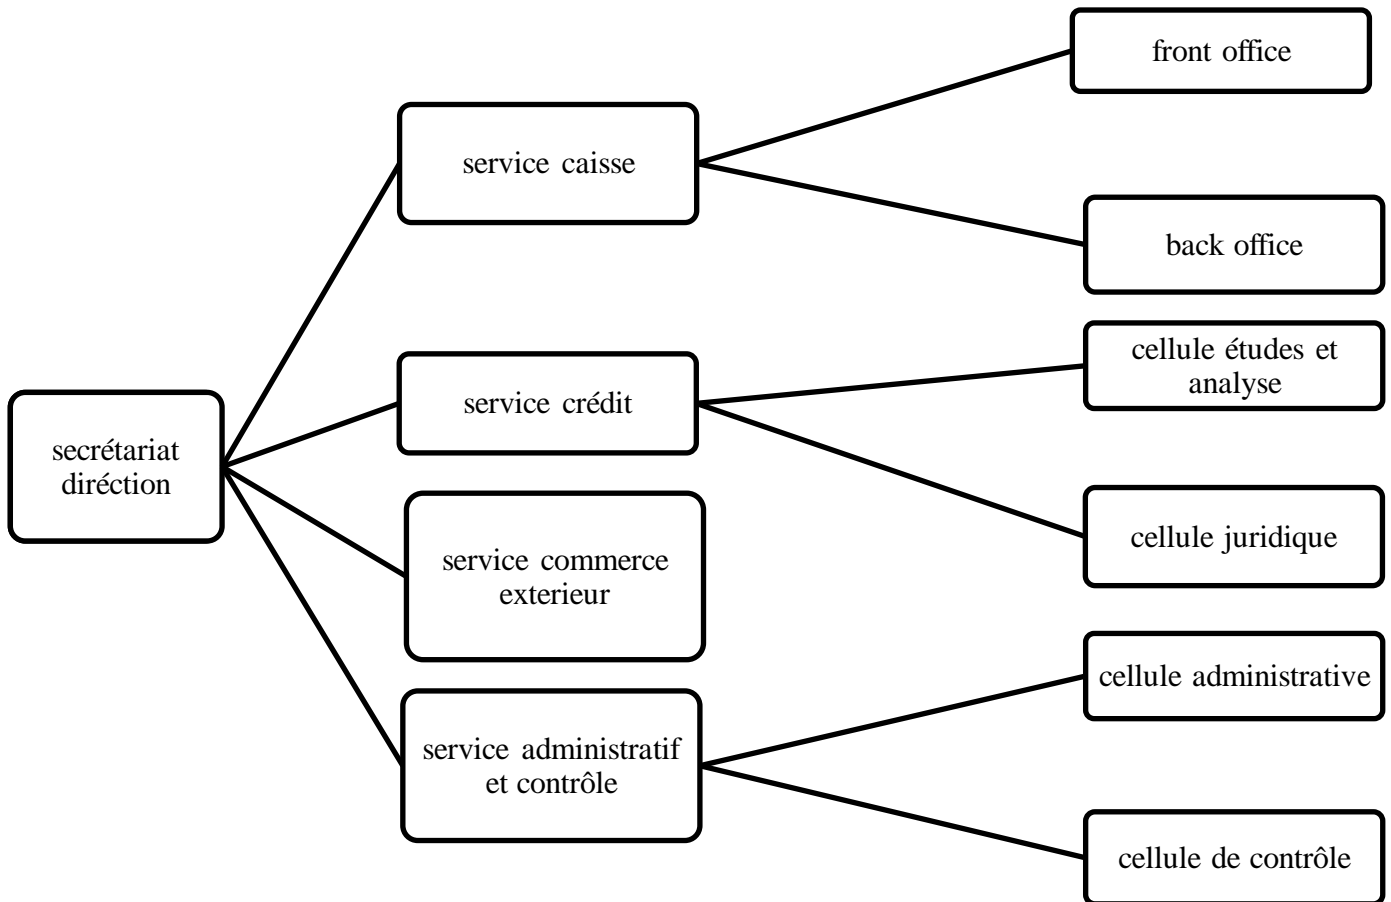 front office
service caisse
back office
cellule études et
analyse
service crédit
secrétariat
diréction
cellule juridique
service commerce
exterieur
cellule administrative
service administratif
et contrôle
cellule de contrôle